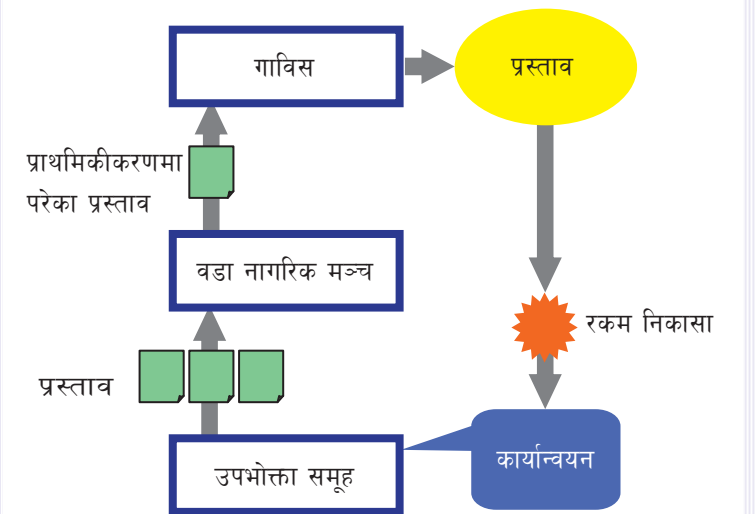 गाविस
प्रस्ताव
प्राथमिकीकरणमा
परेका प्रस्ताव
वडा नागरिक मञ्च
रकम निकासा
प्रस्ताव
कार्यान्वयन
उपभोक्ता समूह